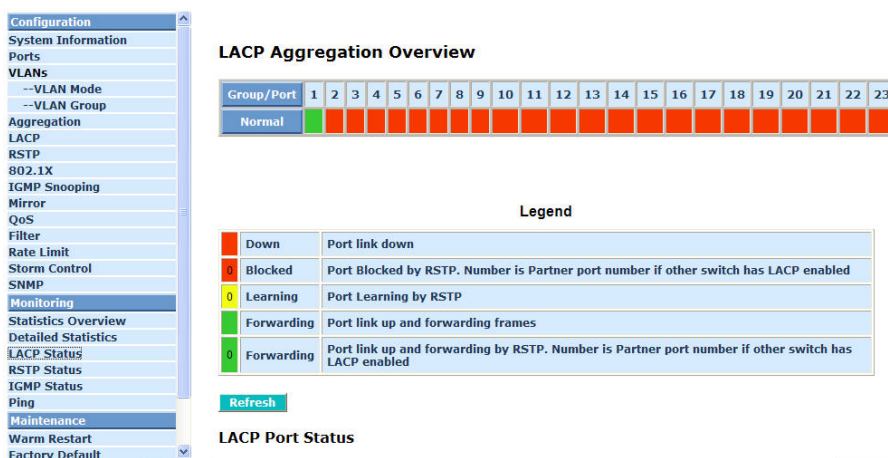 Configuration
System Information
Ports
VLANs
--VLAN Mode
--VLAN Group
Aggregation
LACP
RSTP
802.1X
IGMP Snooping
Mirror
QoS
Filter
Rate Limit
Storm Control
SNMP
Monitoring
Statistics Overview
Detailed Statistics
LACP Status
RSTP Status
IGMP Status
Ping
Maintenance
Warm Restart
Factory Default
LACP Aggregation Overview
Group/Port 1 2 3 4 5 6 7 8 9 10 11 12 13 14 15 16 17 18 19 20 21 22 23
Normal
Legend
Down Port link down
0 Blocked Port Blocked by RSTP. Number is Partner port number if other switch has LACP enabled
0 Learning Port Learning by RSTP
Forwarding Port link up and forwarding frames
0 Forwarding Port link up and forwarding by RSTP. Number is Partner port number if other switch has
LACP enabled
Refresh
LACP Port Status